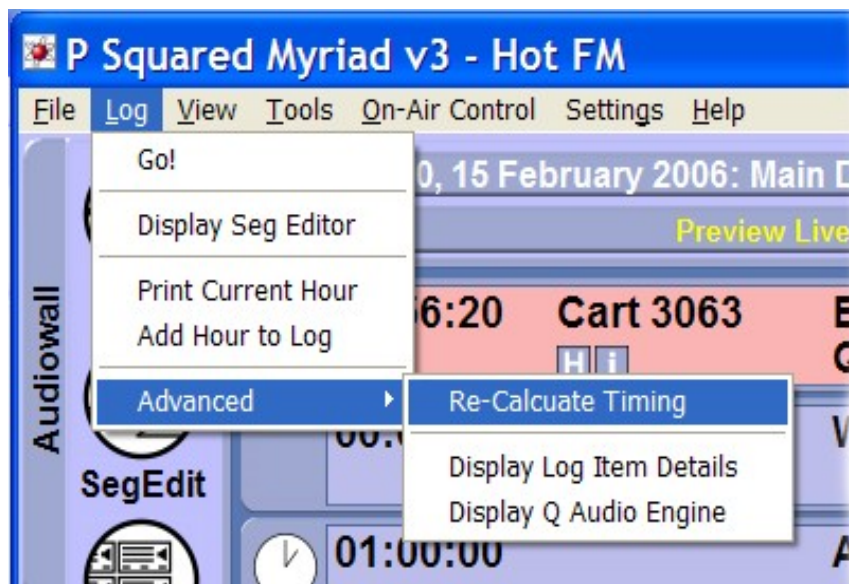 P Squared Myriad v3 - Hot FM
File Log View Tools On-Air Control Settings Help
Go!
0, 15 February 2006: Main D
Display Seg Editor
Preview Live
Print Current Hour
6:20 Cart 3063
Add Hour to Log
H i
Audiowall
Advanced
Re-Calcuate Timing
Display Log Item Details
SegEdit
Display Q Audio Engine
01:00:00